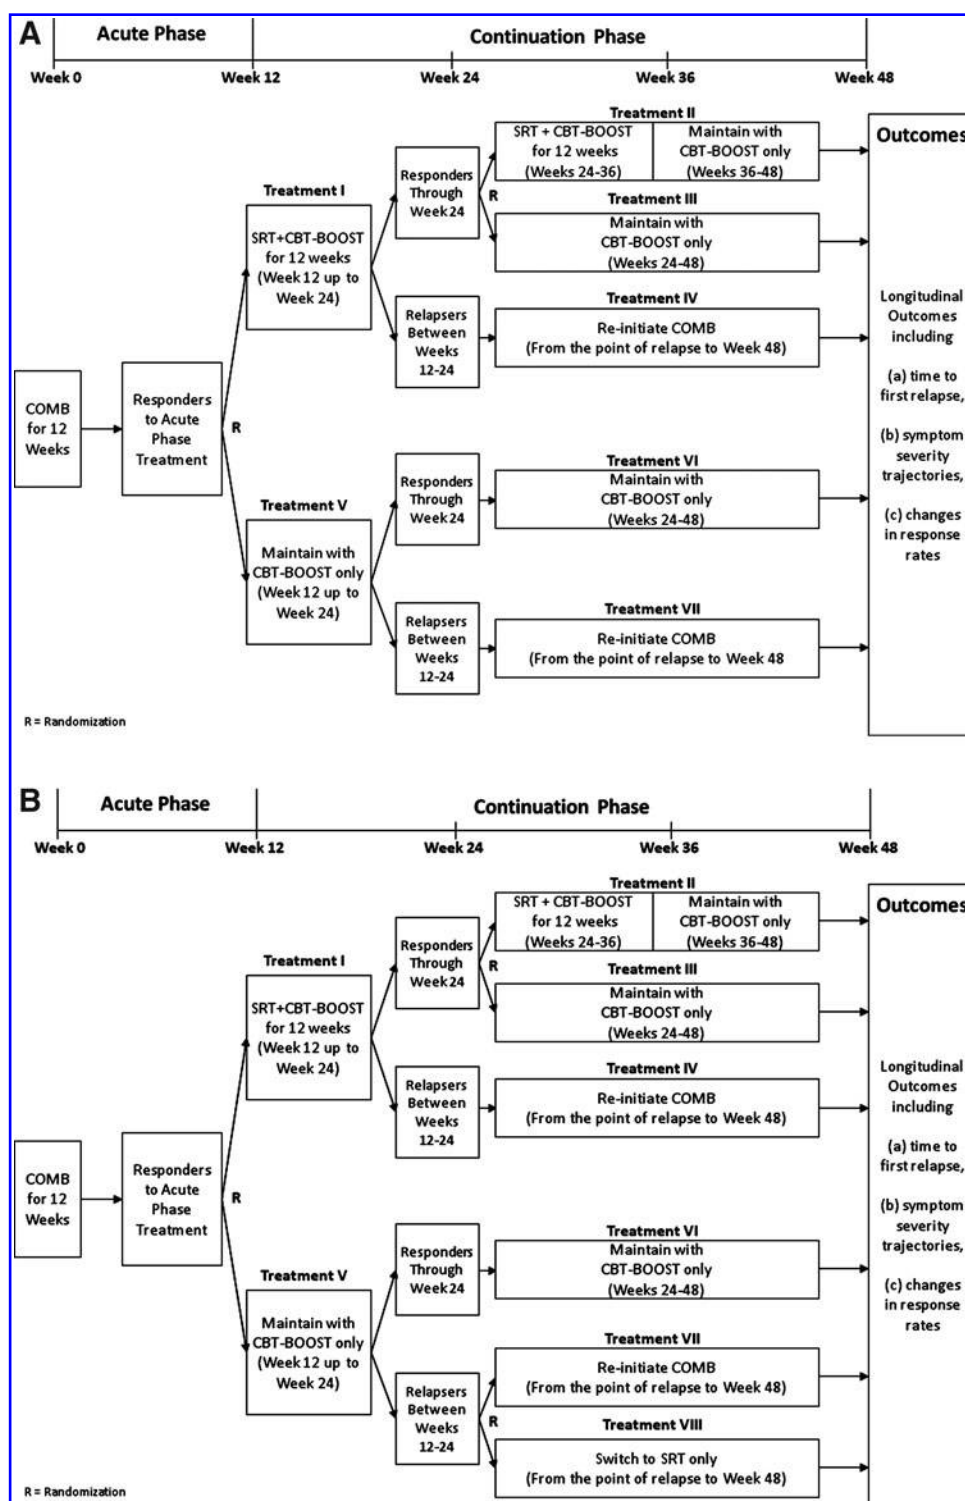 A
Acute Phase
Continuation Phase
Week 0
Week 12
Week 24
Week 36
Week 48
Treatment II
SRT + CBT-BOOST
for 12 weeks
(Weeks 24-36)
Maintain with
CBT-BOOST only
(Weeks 36-48)
Outcomes
Responders
Through
Week 24
R
Treatment I
SRT+CBT-BOOST
for 12 weeks
(Week 12 up to
Week 24)
Treatment III
Maintain with
CBT-BOOST only
(Weeks 24-48)
Relapsers
Between
Weeks
12-24
Treatment IV
Re-initiate COMB
(From the point of relapse to Week 48)
Longitudinal
Outcomes
including
(a) time to
first relapse,
(b) symptom
severity
trajectories,
(c) changes
in response
rates
COMB
for 12
Weeks
Responders
to Acute
Phase
Treatment
R
Treatment V
Maintain with
CBT-BOOST only
(Week 12 up to
Week 24)
Responders
Through
Week 24
Treatment VI
Maintain with
CBT-BOOST only
(Weeks 24-48)
Relapsers
Between
Weeks
12-24
Treatment VII
Re-initiate COMB
(From the point of relapse to Week 48
R = Randomization
B
Acute Phase
Continuation Phase
Week 0
Week 12
Week 24
Week 36
Week 48
Treatment II
SRT + CBT-BOOST
for 12 weeks
(Weeks 24-36)
Maintain with
CBT-BOOST only
(Weeks 36-48)
Outcomes
Responders
Through
Week 24
R
Treatment I
SRT+CBT-BOOST
for 12 weeks
(Week 12 up to
Week 24)
Treatment III
Maintain with
CBT-BOOST only
(Weeks 24-48)
Relapsers
Between
Weeks
12-24
Treatment IV
Re-initiate COMB
(From the point of relapse to Week 48)
Longitudinal
Outcomes
including
(a) time to
first relapse,
(b) symptom
severity
trajectories,
(c) changes
in response
rates
COMB
for 12
Weeks
Responders
to Acute
Phase
Treatment
R
Treatment V
Maintain with
CBT-BOOST only
(Week 12 up to
Week 24)
Responders
Through
Week 24
Treatment VI
Maintain with
CBT-BOOST only
(Weeks 24-48)
Relapsers
Between
Weeks
12-24
R
Treatment VII
Re-initiate COMB
(From the point of relapse to Week 48)
Treatment VIII
Switch to SRT only
(From the point of relapse to Week 48)
R = Randomization